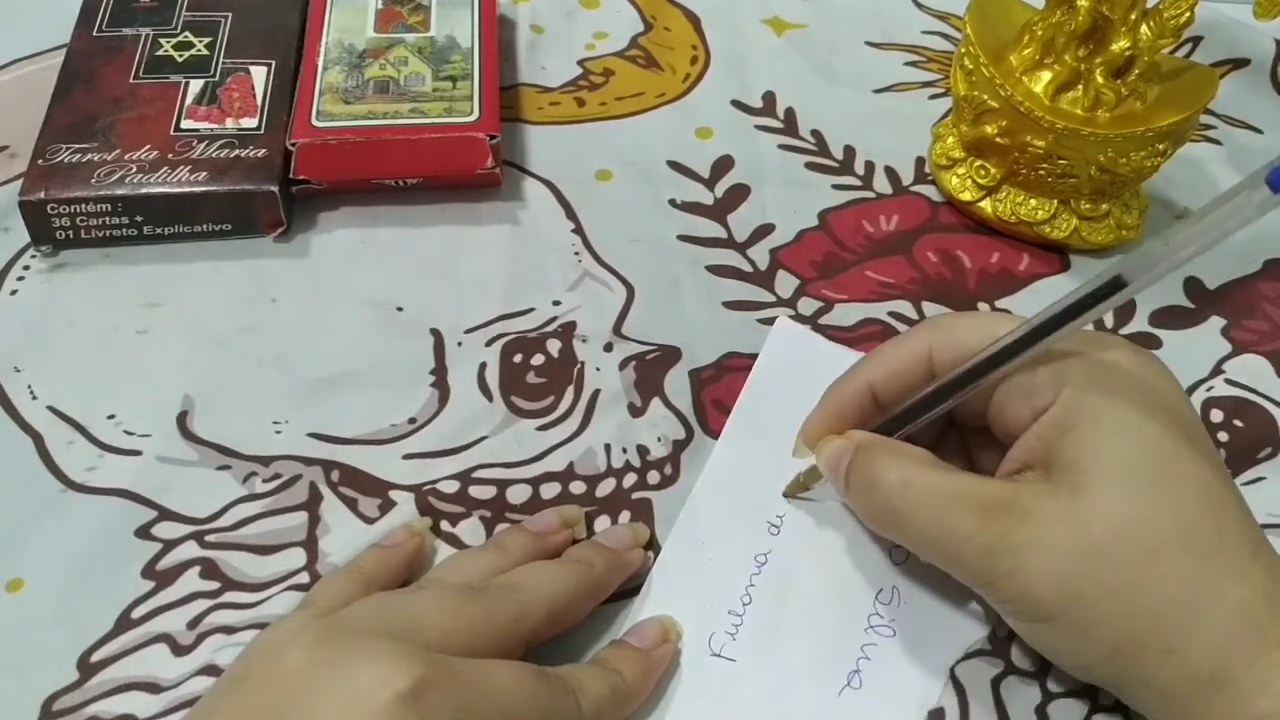 Tarot da Maria
Padilha
Contém :
36 Cartas +
01 Livreto Explicativo
Fulana de
o Silva